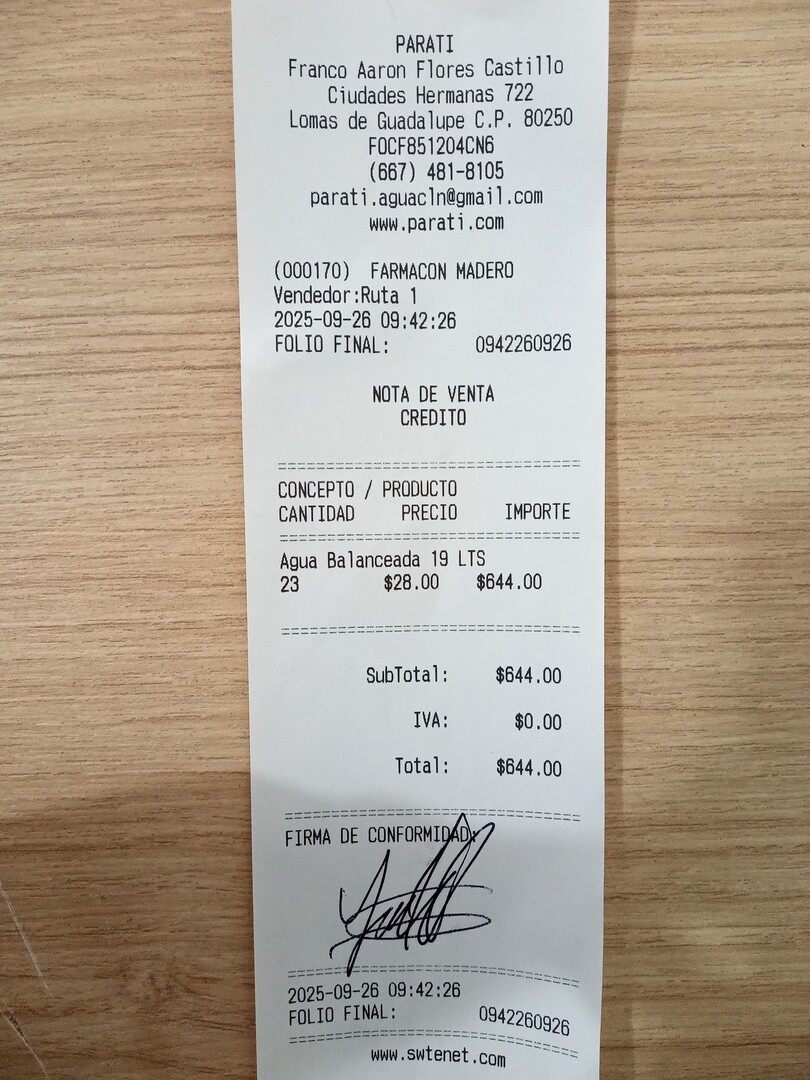 PARATI
Franco Aaron Flores Castillo
Ciudades Hermanas 722
Lomas de Guadalupe C.P. 80250
FOCF851204CN6
(667) 481-8105
parati.aguacln@gmail.com
www.parati.com
(000170) FARMACON MADERO
Vendedor:Ruta 1
2025-09-26 09:42:26
FOLIO FINAL: 0942260926
NOTA DE VENTA
CREDITO
CONCEPTO / PRODUCTO
CANTIDAD PRECIO IMPORTE
Agua Balanceada 19 LTS
23 $28.00 $644.00
SubTotal: $644.00
IVA: $0.00
Total: $644.00
FIRMA DE CONFORMIDAD:
2025-09-26 09:42:26
FOLIO FINAL: 0942260926
www.swtenet.com